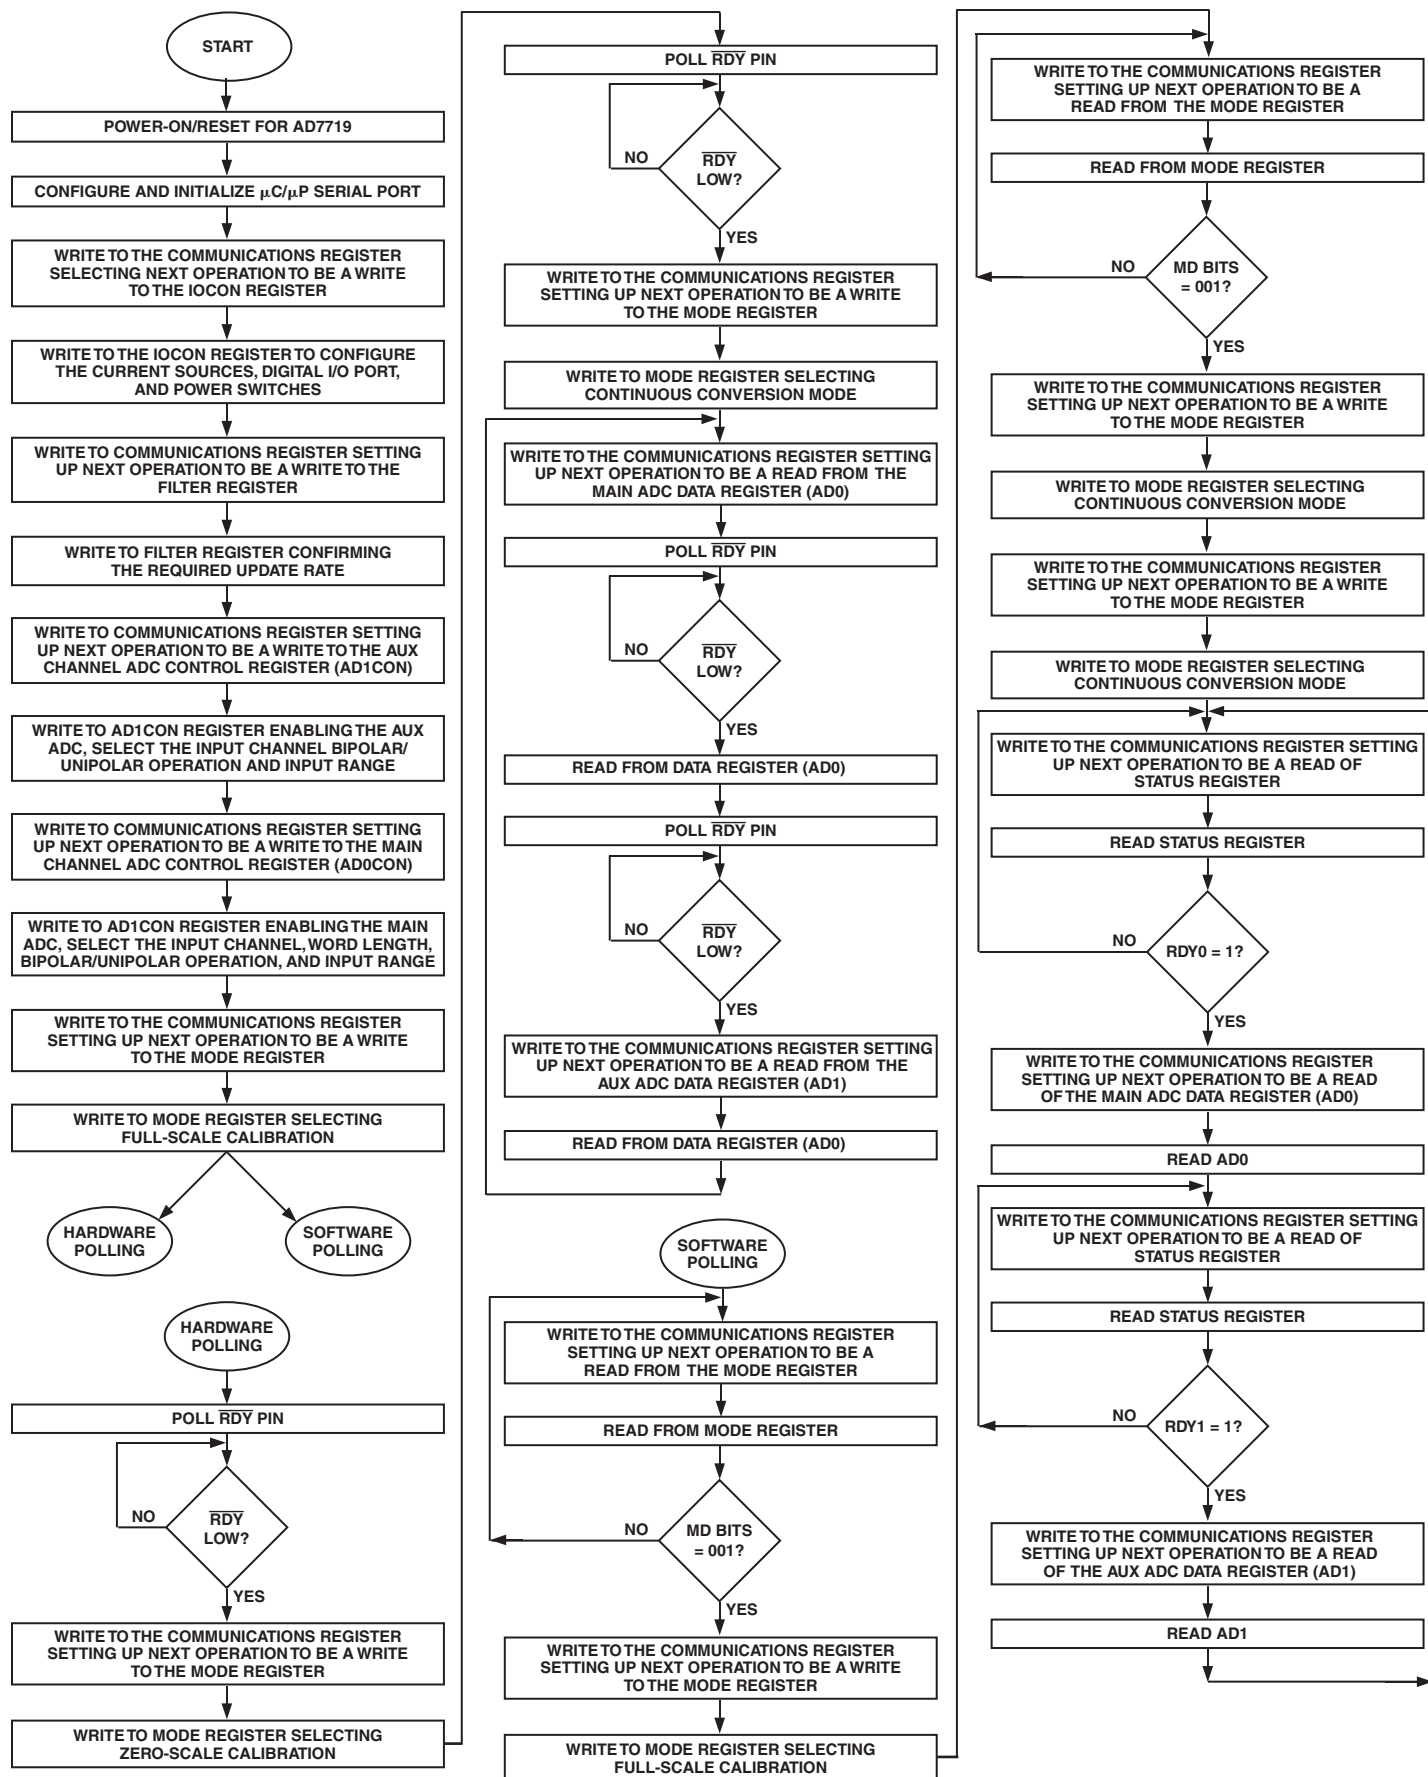 START
POWER-ON/RESET FOR AD7719
CONFIGURE AND INITIALIZE μC/μP SERIAL PORT
WRITE TO THE COMMUNICATIONS REGISTER
SELECTING NEXT OPERATION TO BE A WRITE
TO THE IOCON REGISTER
WRITE TO THE IOCON REGISTER TO CONFIGURE
THE CURRENT SOURCES, DIGITAL I/O PORT,
AND POWER SWITCHES
WRITE TO COMMUNICATIONS REGISTER SETTING
UP NEXT OPERATION TO BE A WRITE TO THE
FILTER REGISTER
WRITE TO FILTER REGISTER CONFIRMING
THE REQUIRED UPDATE RATE
WRITE TO COMMUNICATIONS REGISTER SETTING
UP NEXT OPERATION TO BE A WRITE TO THE AUX
CHANNEL ADC CONTROL REGISTER (AD1CON)
WRITE TO AD1CON REGISTER ENABLING THE AUX
ADC, SELECT THE INPUT CHANNEL BIPOLAR/
UNIPOLAR OPERATION AND INPUT RANGE
WRITE TO COMMUNICATIONS REGISTER SETTING
UP NEXT OPERATION TO BE A WRITE TO THE MAIN
CHANNEL ADC CONTROL REGISTER (AD0CON)
WRITE TO AD1CON REGISTER ENABLING THE MAIN
ADC, SELECT THE INPUT CHANNEL, WORD LENGTH,
BIPOLAR/UNIPOLAR OPERATION, AND INPUT RANGE
WRITE TO THE COMMUNICATIONS REGISTER
SETTING UP NEXT OPERATION TO BE A WRITE
TO THE MODE REGISTER
WRITE TO MODE REGISTER SELECTING
FULL-SCALE CALIBRATION
HARDWARE
POLLING
SOFTWARE
POLLING
HARDWARE
POLLING
POLL R̅D̅Y̅ PIN
NO
R̅D̅Y̅
LOW?
YES
WRITE TO THE COMMUNICATIONS REGISTER
SETTING UP NEXT OPERATION TO BE A WRITE
TO THE MODE REGISTER
WRITE TO MODE REGISTER SELECTING
ZERO-SCALE CALIBRATION
POLL R̅D̅Y̅ PIN
NO
R̅D̅Y̅
LOW?
YES
WRITE TO THE COMMUNICATIONS REGISTER
SETTING UP NEXT OPERATION TO BE A WRITE
TO THE MODE REGISTER
WRITE TO MODE REGISTER SELECTING
CONTINUOUS CONVERSION MODE
WRITE TO THE COMMUNICATIONS REGISTER SETTING
UP NEXT OPERATION TO BE A READ FROM THE
MAIN ADC DATA REGISTER (AD0)
POLL R̅D̅Y̅ PIN
NO
R̅D̅Y̅
LOW?
YES
READ FROM DATA REGISTER (AD0)
POLL R̅D̅Y̅ PIN
NO
R̅D̅Y̅
LOW?
YES
WRITE TO THE COMMUNICATIONS REGISTER SETTING
UP NEXT OPERATION TO BE A READ FROM THE
AUX ADC DATA REGISTER (AD1)
READ FROM DATA REGISTER (AD0)
SOFTWARE
POLLING
WRITE TO THE COMMUNICATIONS REGISTER
SETTING UP NEXT OPERATION TO BE A
READ FROM THE MODE REGISTER
READ FROM MODE REGISTER
NO
MD BITS
= 001?
YES
WRITE TO THE COMMUNICATIONS REGISTER
SETTING UP NEXT OPERATION TO BE A WRITE
TO THE MODE REGISTER
WRITE TO MODE REGISTER SELECTING
FULL-SCALE CALIBRATION
WRITE TO THE COMMUNICATIONS REGISTER
SETTING UP NEXT OPERATION TO BE A
READ FROM THE MODE REGISTER
READ FROM MODE REGISTER
NO
MD BITS
= 001?
YES
WRITE TO THE COMMUNICATIONS REGISTER
SETTING UP NEXT OPERATION TO BE A WRITE
TO THE MODE REGISTER
WRITE TO MODE REGISTER SELECTING
CONTINUOUS CONVERSION MODE
WRITE TO THE COMMUNICATIONS REGISTER
SETTING UP NEXT OPERATION TO BE A WRITE
TO THE MODE REGISTER
WRITE TO MODE REGISTER SELECTING
CONTINUOUS CONVERSION MODE
WRITE TO THE COMMUNICATIONS REGISTER SETTING
UP NEXT OPERATION TO BE A READ OF
STATUS REGISTER
READ STATUS REGISTER
NO
RDY0 = 1?
YES
WRITE TO THE COMMUNICATIONS REGISTER
SETTING UP NEXT OPERATION TO BE A READ
OF THE MAIN ADC DATA REGISTER (AD0)
READ AD0
WRITE TO THE COMMUNICATIONS REGISTER SETTING
UP NEXT OPERATION TO BE A READ OF
STATUS REGISTER
READ STATUS REGISTER
NO
RDY1 = 1?
YES
WRITE TO THE COMMUNICATIONS REGISTER
SETTING UP NEXT OPERATION TO BE A READ
OF THE AUX ADC DATA REGISTER (AD1)
READ AD1